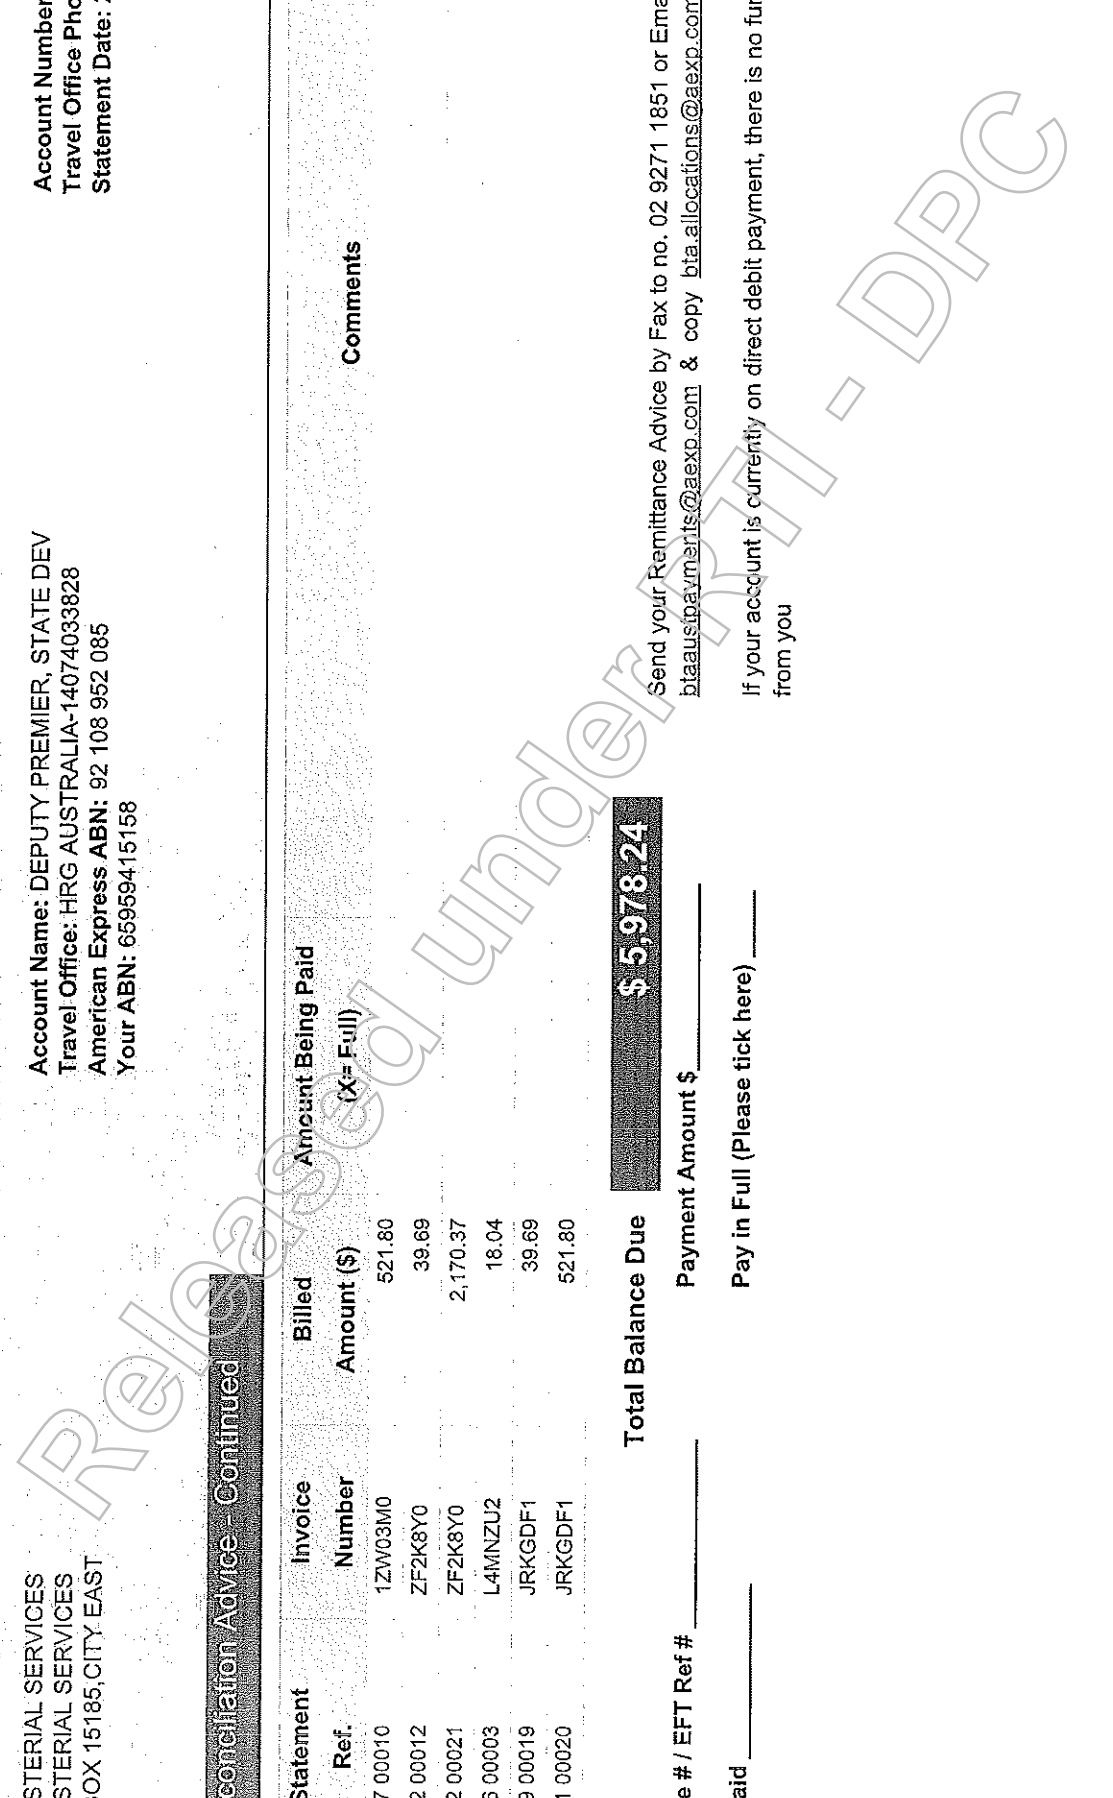 STERIAL SERVICES
STERIAL SERVICES
OX 15185,CITY EAST
Account Name: DEPUTY PREMIER, STATE DEV
Travel Office: HRG AUSTRALIA-14074033828
American Express ABN: 92 108 952 085
Your ABN: 65959415158
Account Number
Travel Office Pho
Statement Date: 2
conciliation Advice - Continued
Statement Invoice Billed Amount Being Paid
Ref. Number Amount ($) (X= Full) Comments
7 00010 1ZW03M0 521.80
2 00012 ZF2K8Y0 39.69
2 00021 ZF2K8Y0 2,170.37
6 00003 L4MNZU2 18.04
9 00019 JRKGDF1 39.69
1 00020 JRKGDF1 521.80
Total Balance Due $ 5,978.24
e # / EFT Ref # Payment Amount $
aid Pay in Full (Please tick here)
Send your Remittance Advice by Fax to no. 02 9271 1851 or Ema
btaaustpayments@aexp.com & copy bta.allocations@aexp.com
If your account is currently on direct debit payment, there is no fur
from you
Released under RTI - DPC